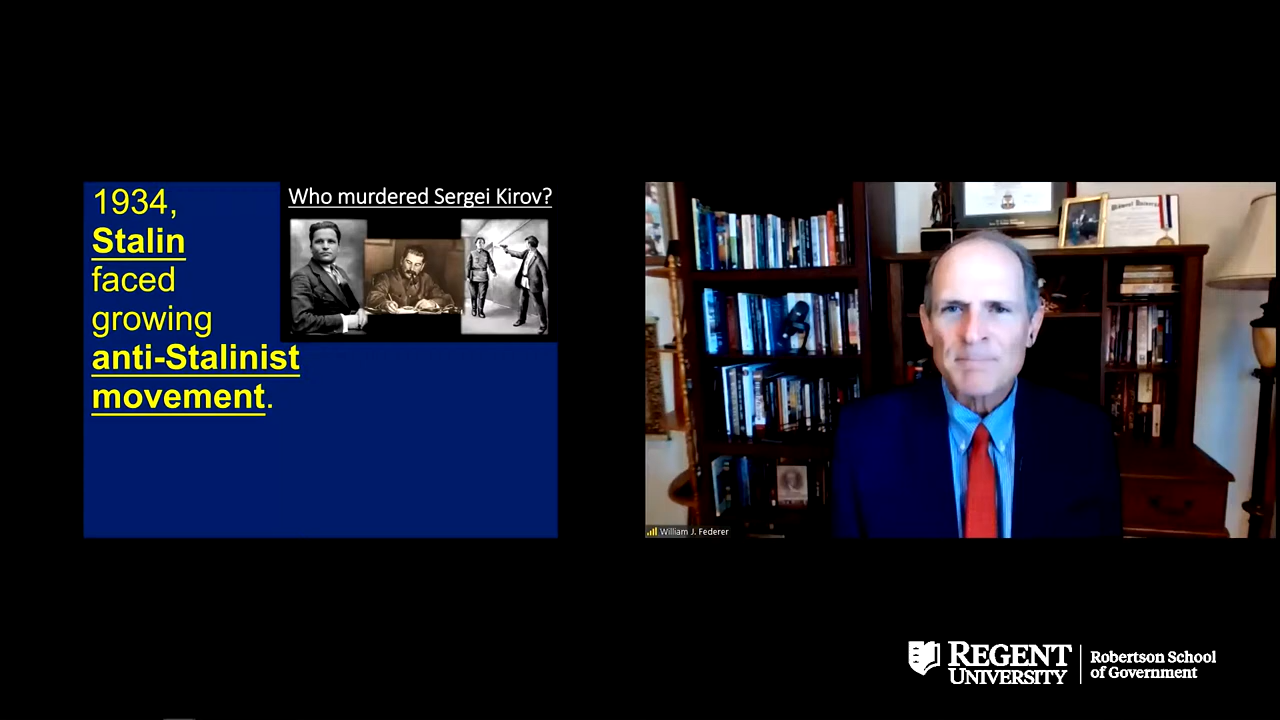 1934,
Stalin
faced
growing
anti-Stalinist
movement.
Who murdered Sergei Kirov?
William J. Federer
REGENT
UNIVERSITY
Robertson School
of Government